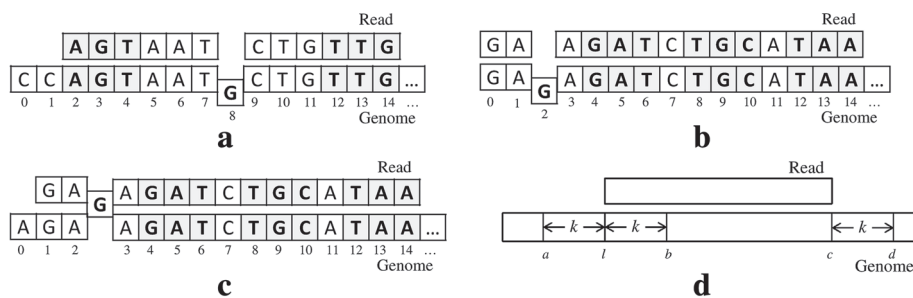 Read
A G T A A T C T G T T G
C C A G T A A T G C T G T T G ...
0 1 2 3 4 5 6 7 8 9 10 11 12 13 14 ...
Genome
a
Read
G A A G A T C T G C A T A A
G A G A G A T C T G C A T A A ...
0 1 2 3 4 5 6 7 8 9 10 11 12 13 14 ...
Genome
b
Read
G A G A G A T C T G C A T A A
A G A A G A T C T G C A T A A ...
0 1 2 3 4 5 6 7 8 9 10 11 12 13 14 ...
Genome
c
Read
k k k
a l b c d
Genome
d